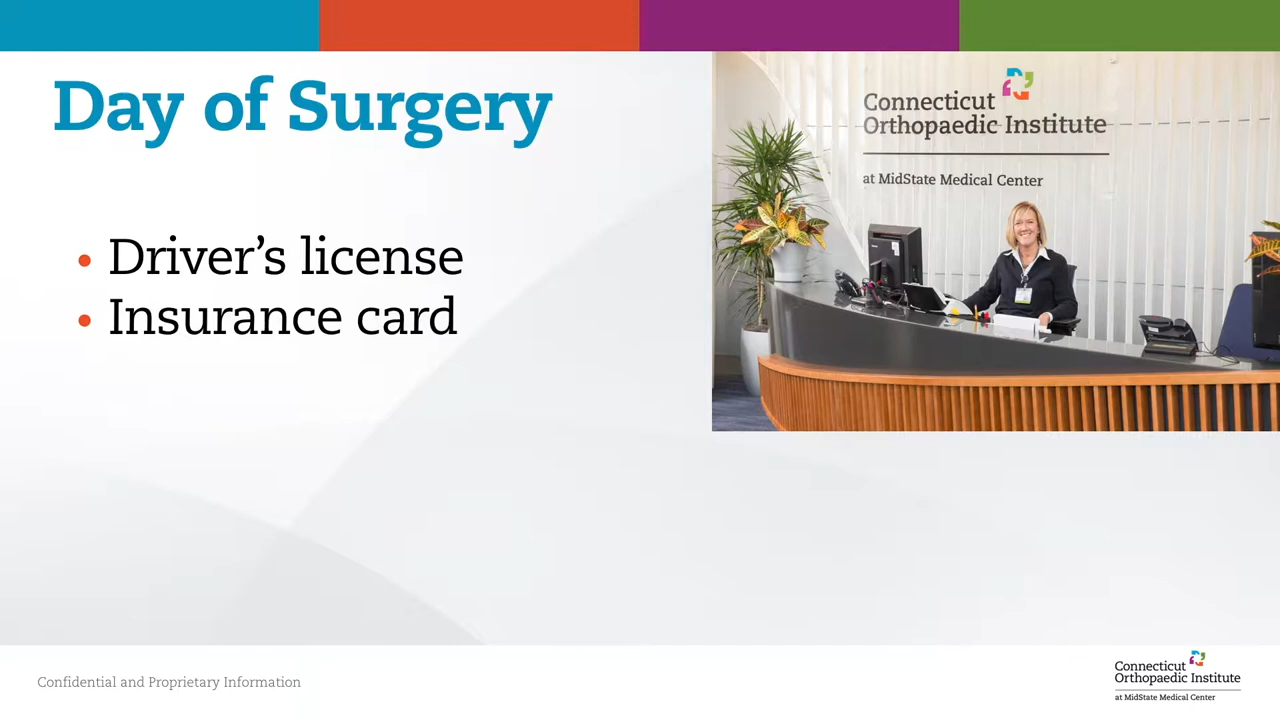 Day of Surgery
• Driver’s license
• Insurance card
Connecticut
Orthopaedic Institute
at MidState Medical Center
Confidential and Proprietary Information
Connecticut
Orthopaedic Institute
at MidState Medical Center